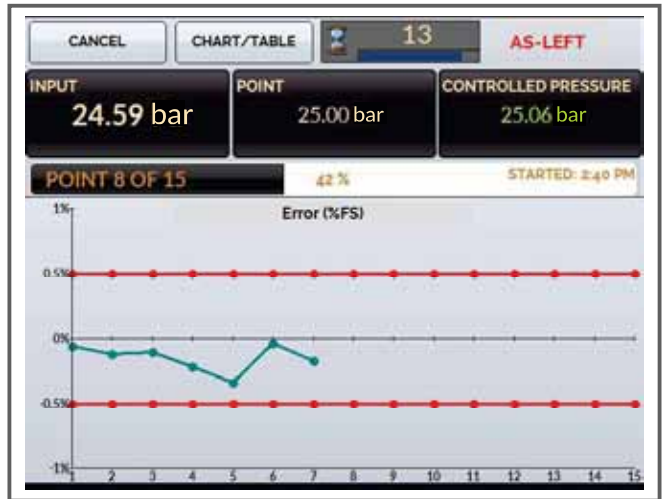 CANCEL
CHART/TABLE
13
AS-LEFT
INPUT
24.59 bar
POINT
25.00 bar
CONTROLLED PRESSURE
25.06 bar
POINT 8 OF 15
42 %
STARTED: 2:40 PM
Error (%FS)
1%
0.5%
0%
-0.5%
-1%
1 2 3 4 5 6 7 8 9 10 11 12 13 14 15